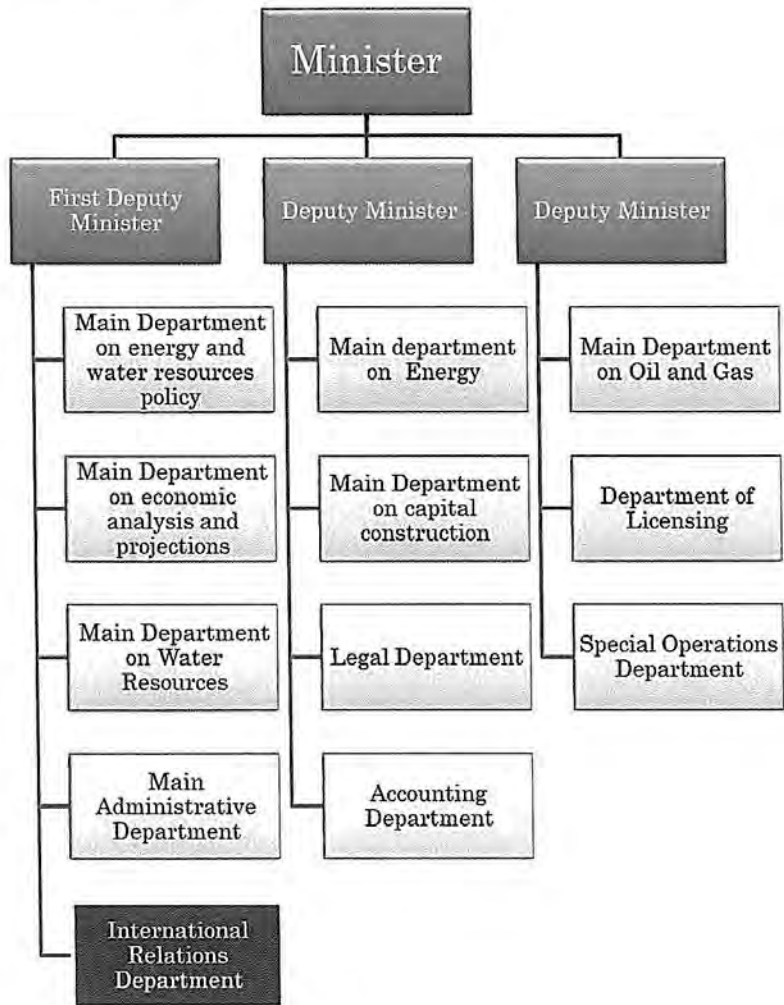 Minister
First Deputy
Minister
Deputy Minister
Deputy Minister
Main Department
on energy and
water resources
policy
Main department
on Energy
Main Department
on Oil and Gas
Main Department
on economic
analysis and
projections
Main Department
on capital
construction
Department of
Licensing
Main Department
on Water
Resources
Legal Department
Special Operations
Department
Main
Administrative
Department
Accounting
Department
International
Relations
Department